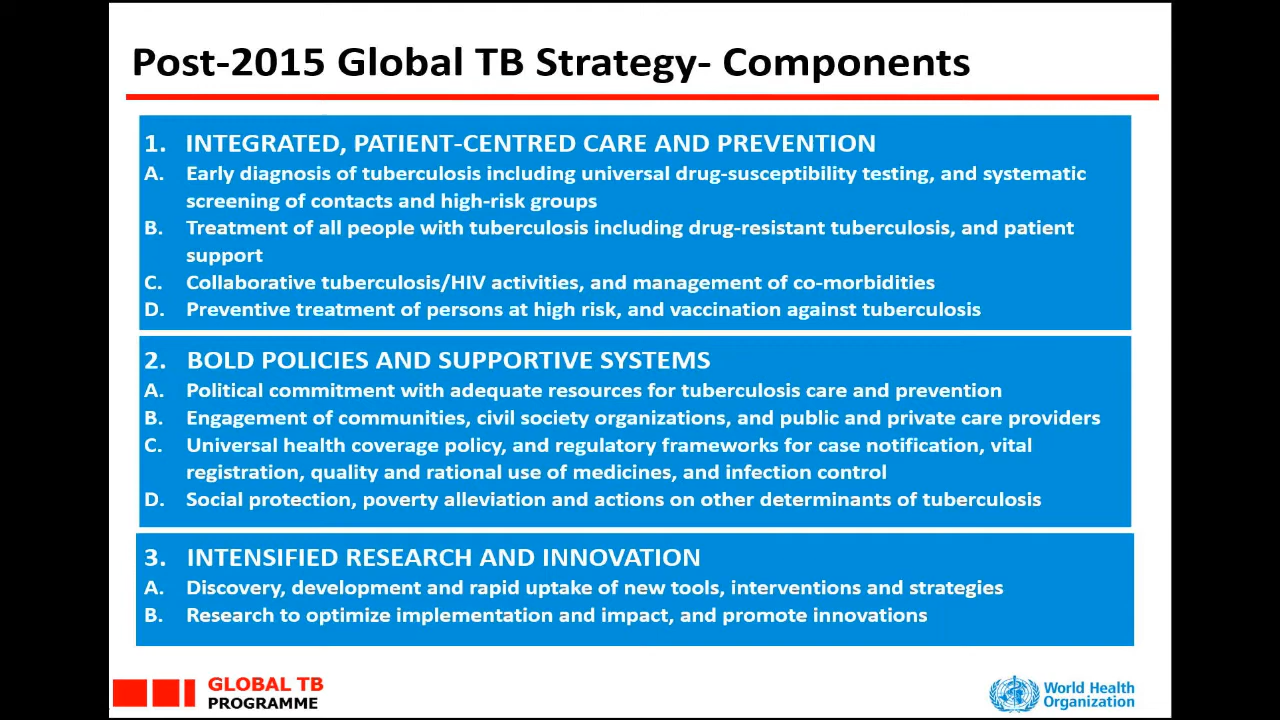 Post-2015 Global TB Strategy- Components
1. INTEGRATED, PATIENT-CENTRED CARE AND PREVENTION
A. Early diagnosis of tuberculosis including universal drug-susceptibility testing, and systematic
screening of contacts and high-risk groups
B. Treatment of all people with tuberculosis including drug-resistant tuberculosis, and patient
support
C. Collaborative tuberculosis/HIV activities, and management of co-morbidities
D. Preventive treatment of persons at high risk, and vaccination against tuberculosis
2. BOLD POLICIES AND SUPPORTIVE SYSTEMS
A. Political commitment with adequate resources for tuberculosis care and prevention
B. Engagement of communities, civil society organizations, and public and private care providers
C. Universal health coverage policy, and regulatory frameworks for case notification, vital
registration, quality and rational use of medicines, and infection control
D. Social protection, poverty alleviation and actions on other determinants of tuberculosis
3. INTENSIFIED RESEARCH AND INNOVATION
A. Discovery, development and rapid uptake of new tools, interventions and strategies
B. Research to optimize implementation and impact, and promote innovations
GLOBAL TB
PROGRAMME
World Health
Organization